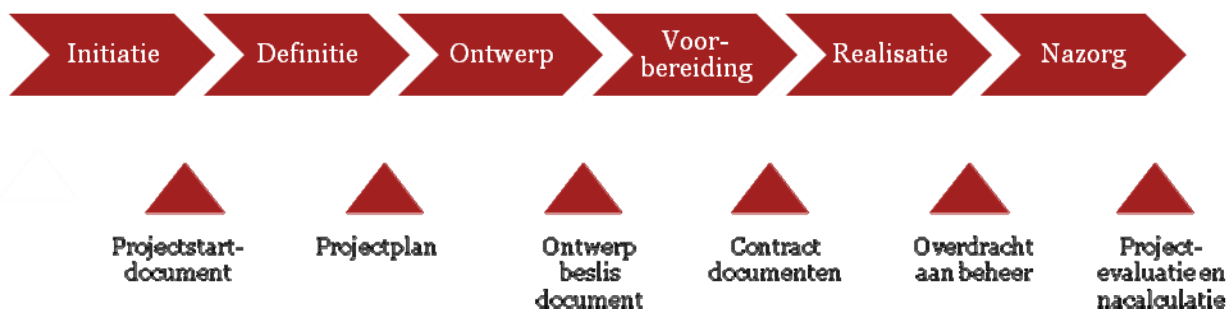 Initiatie
Definitie
Ontwerp
Voor-
bereiding
Realisatie
Nazorg
Projectstart-
document
Projectplan
Ontwerp
beslis
document
Contract
documenten
Overdracht
aan beheer
Project-
evaluatie en
nacalculatie